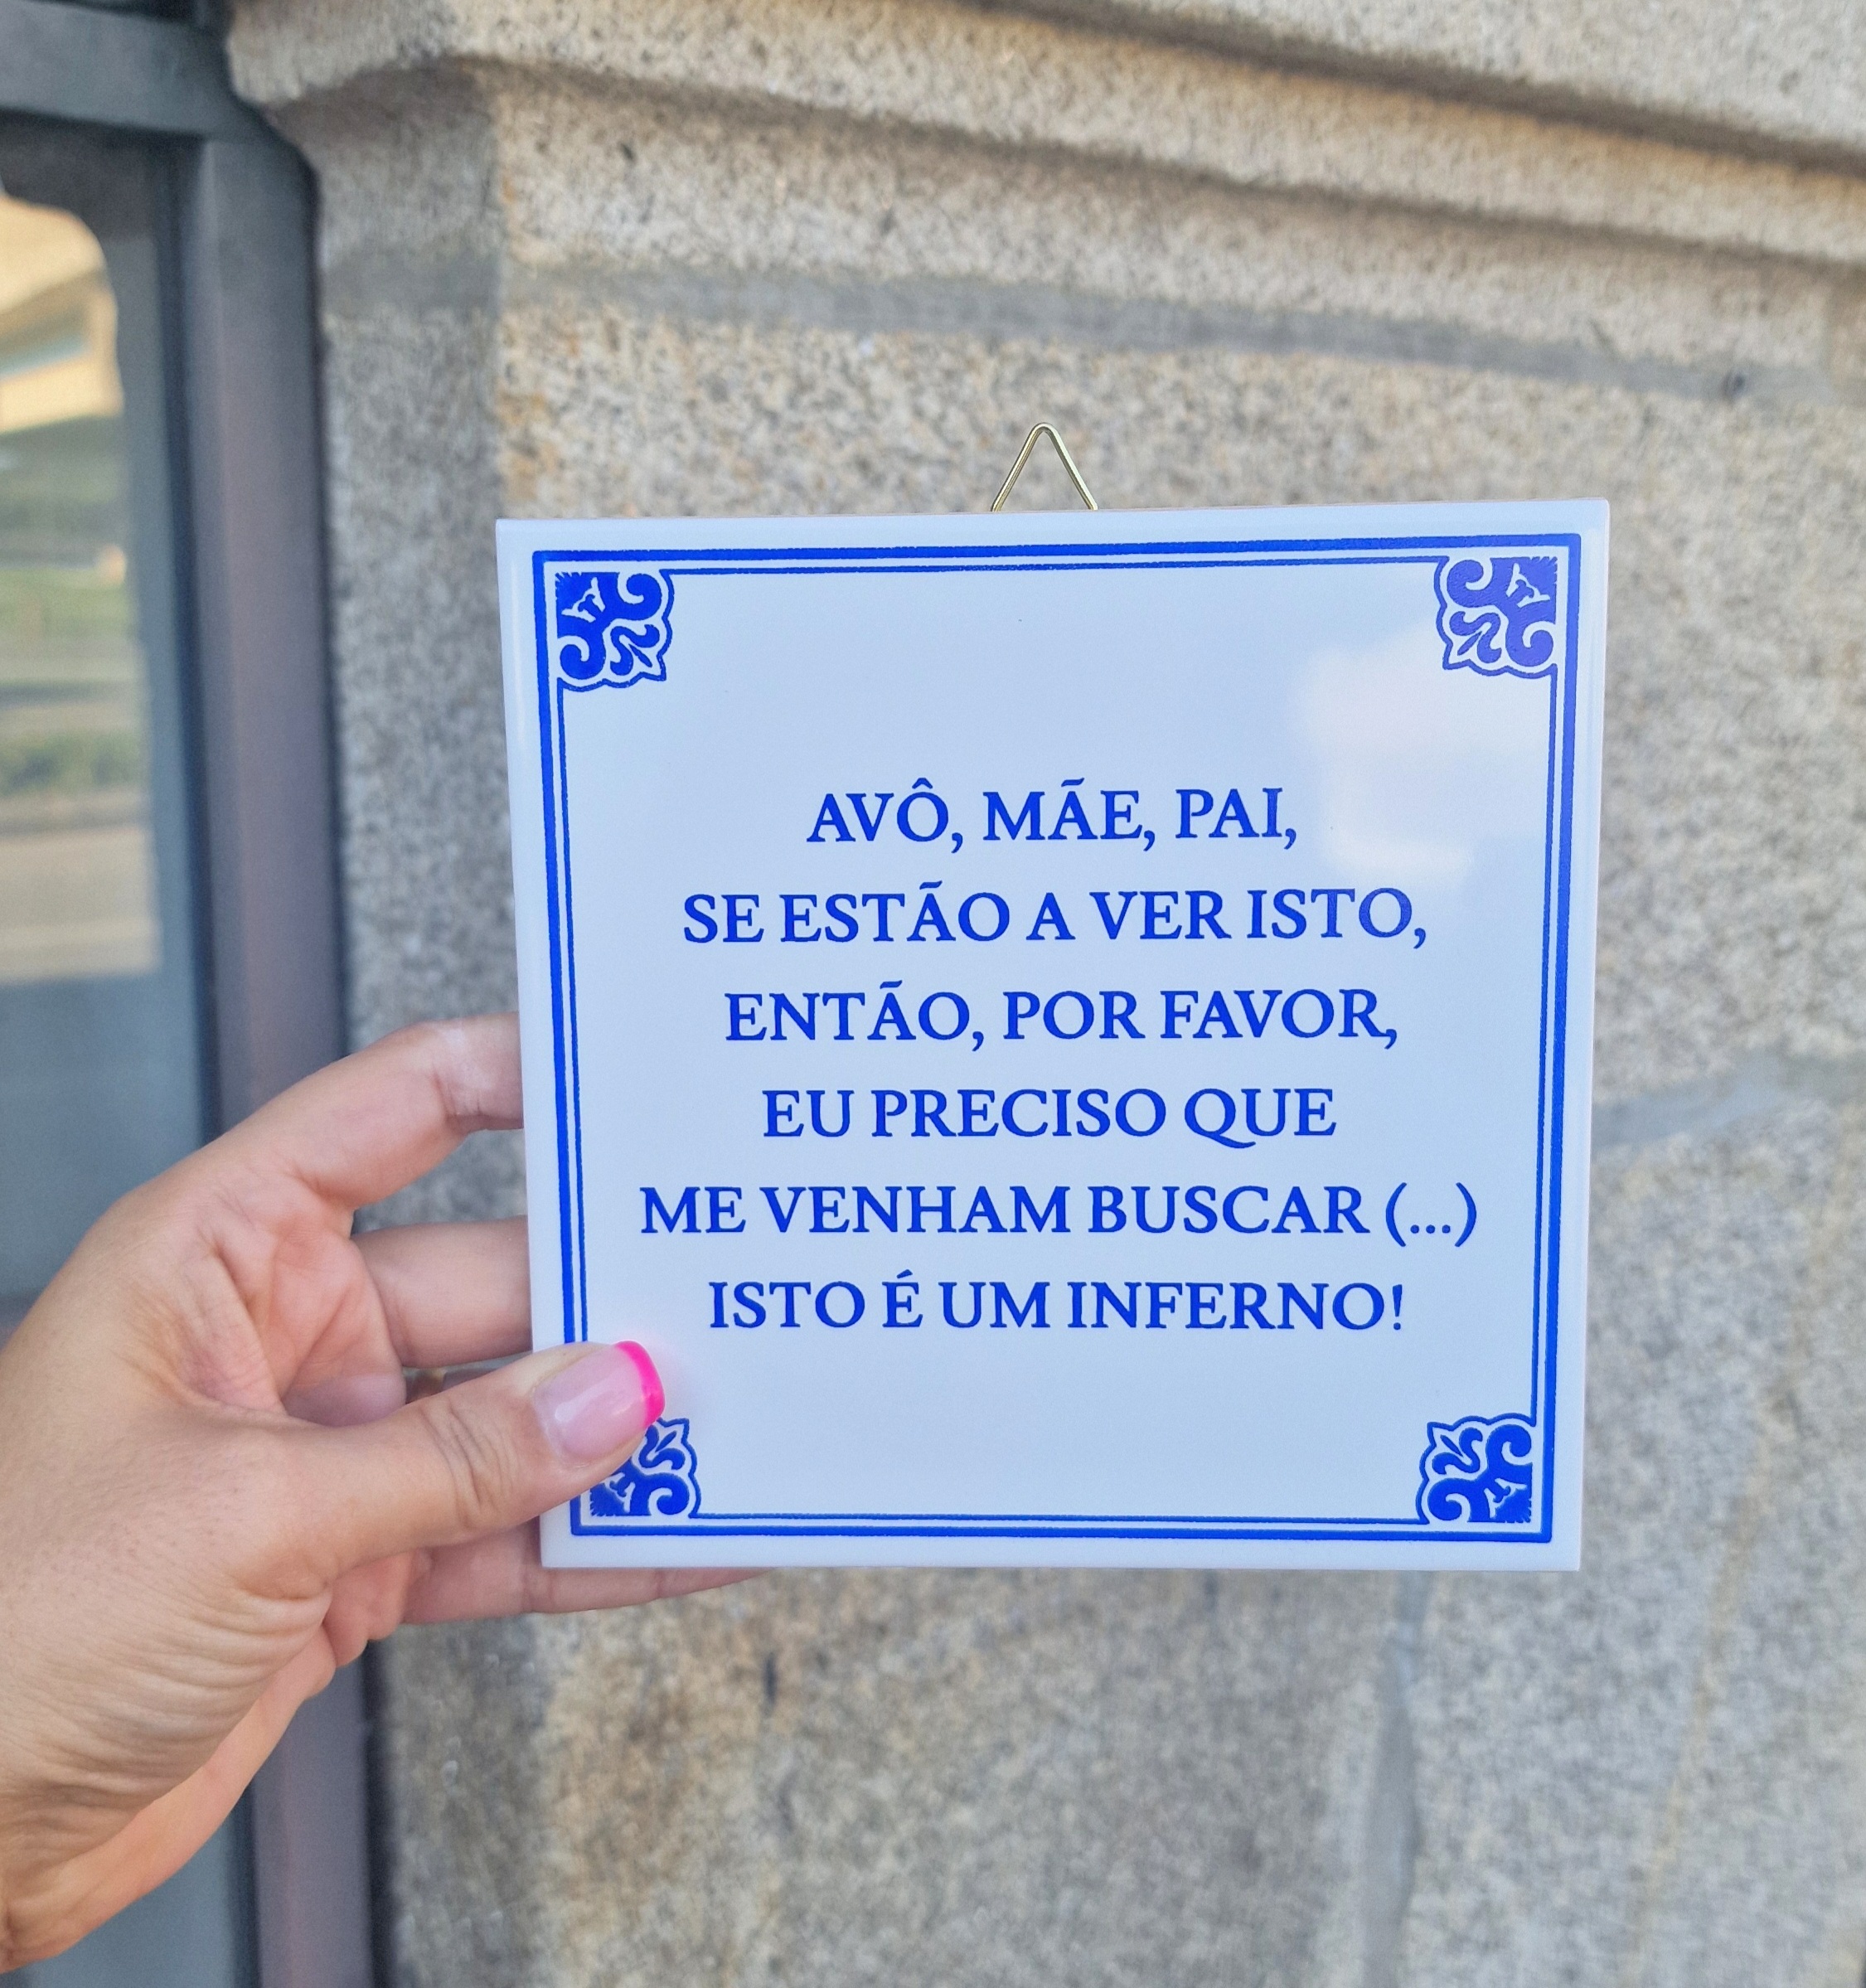 AVÔ, MÃE, PAI,
SE ESTÃO A VER ISTO,
ENTÃO, POR FAVOR,
EU PRECISO QUE
ME VENHAM BUSCAR (...)
ISTO É UM INFERNO!